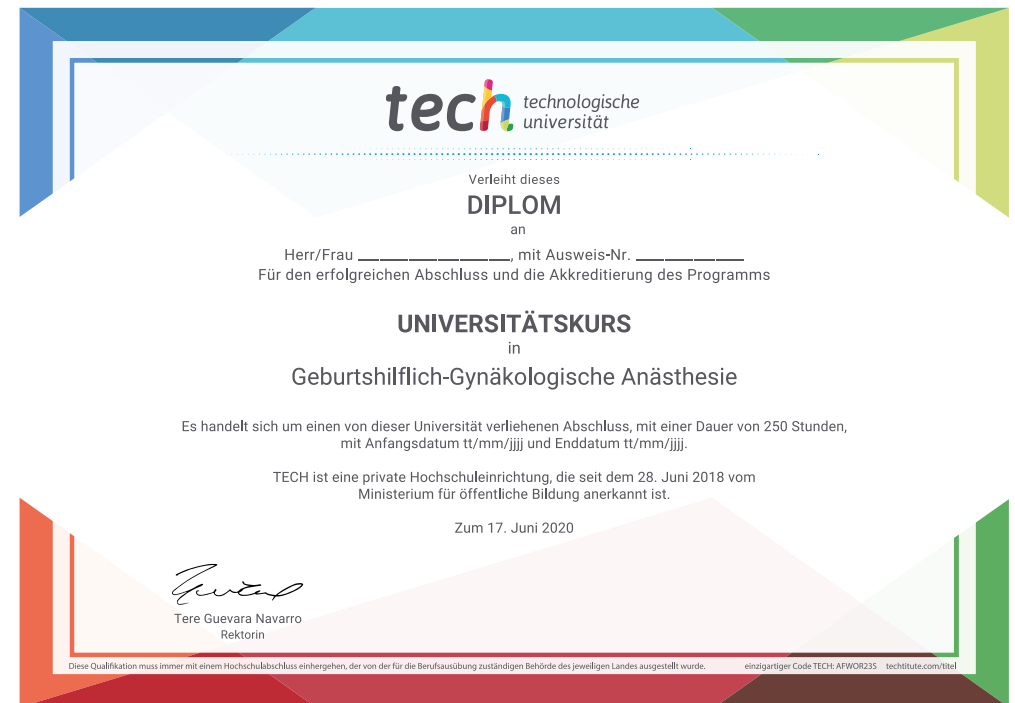 tech technologische
universität
Verleiht dieses
DIPLOM
an
Herr/Frau __________________, mit Ausweis-Nr. _____________
Für den erfolgreichen Abschluss und die Akkreditierung des Programms
UNIVERSITÄTSKURS
in
Geburtshilflich-Gynäkologische Anästhesie
Es handelt sich um einen von dieser Universität verliehenen Abschluss, mit einer Dauer von 250 Stunden,
mit Anfangsdatum tt/mm/jjjj und Enddatum tt/mm/jjjj.
TECH ist eine private Hochschuleinrichtung, die seit dem 28. Juni 2018 vom
Ministerium für öffentliche Bildung anerkannt ist.
Zum 17. Juni 2020
Tere Guevara Navarro
Rektorin
Diese Qualifikation muss immer mit einem Hochschulabschluss einhergehen, der von der für die Berufsausübung zuständigen Behörde des jeweiligen Landes ausgestellt wurde. einzigartiger Code TECH: AFWOR23S techtitute.com/titel